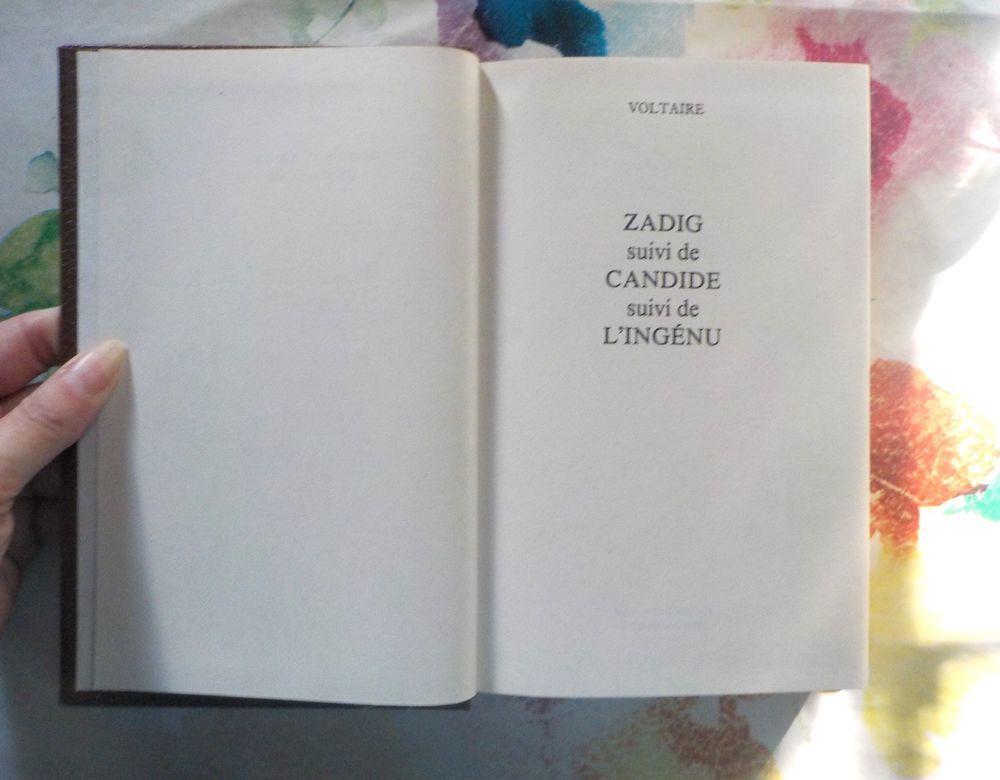 VOLTAIRE
ZADIG
suivi de
CANDIDE
suivi de
L'INGÉNU